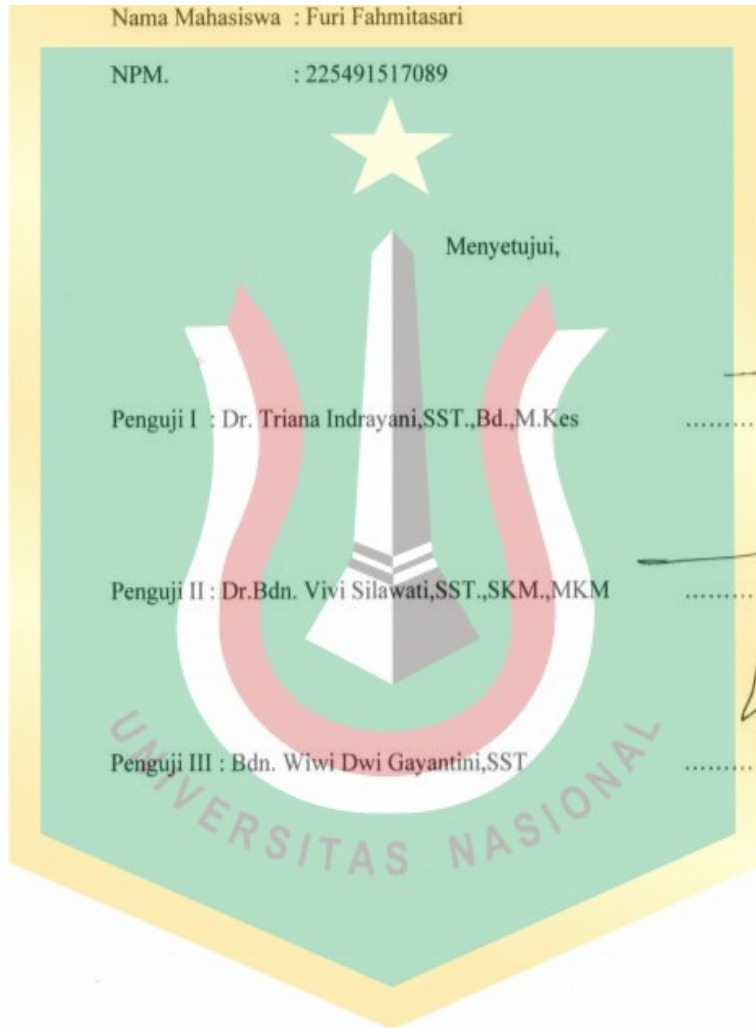 Nama Mahasiswa : Furi Fahmitasari
NPM. : 225491517089
Menyetujui,
Penguji I : Dr. Triana Indrayani,SST.,Bd.,M.Kes ..........
Penguji II : Dr.Bdn. Vivi Silawati,SST.,SKM.,MKM ..........
Penguji III : Bdn. Wiwi Dwi Gayantini,SST ..........
UNIVERSITAS NASIONAL